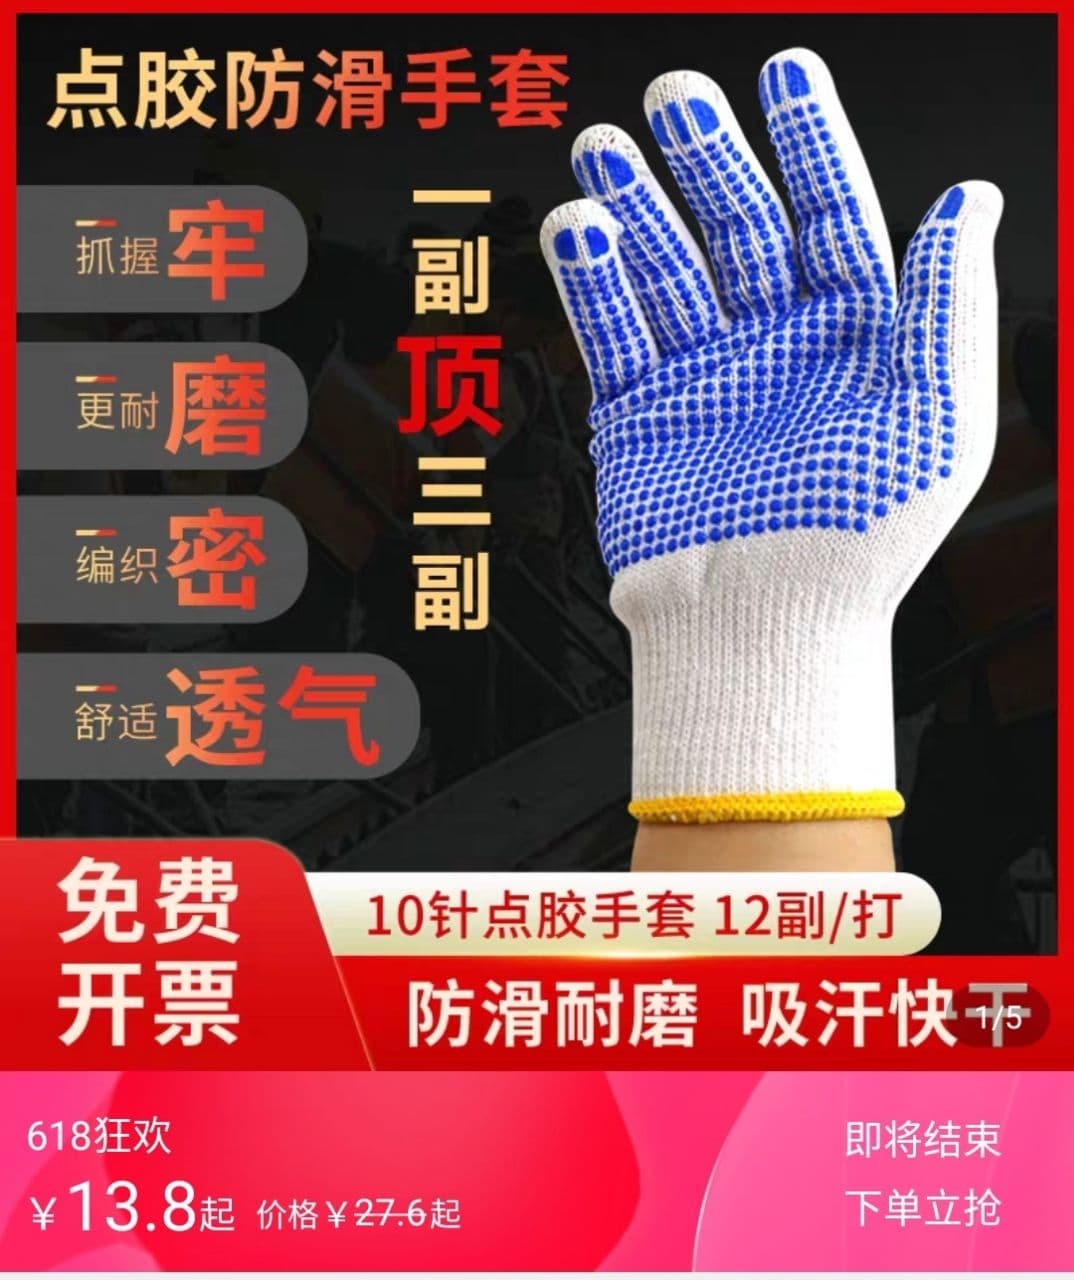 点胶防滑手套
抓握牢
更耐磨
编织密
舒适透气
一副顶三副
免费
开票
10针点胶手套 12副/打
防滑耐磨 吸汗快干
1/5
618狂欢
¥13.8起 价格¥27.6起
即将结束
下单立抢